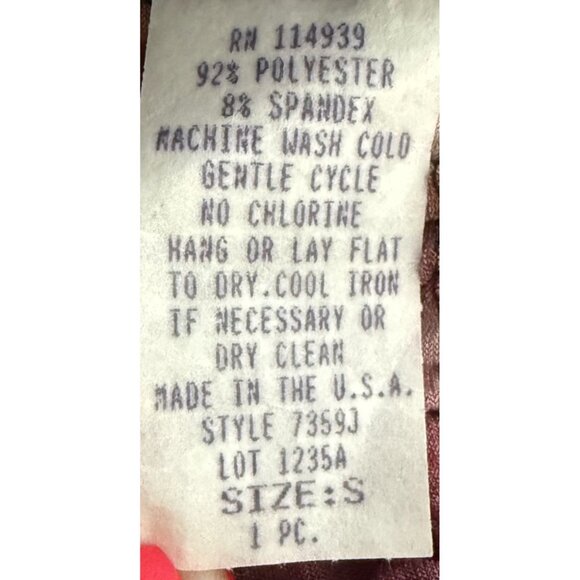 RN 114939
92% POLYESTER
8% SPANDEX
MACHINE WASH COLD
GENTLE CYCLE
NO CHLORINE
HANG OR LAY FLAT
TO DRY.COOL IRON
IF NECESSARY OR
DRY CLEAN
MADE IN THE U.S.A.
STYLE 7359J
LOT 1235A
SIZE:S
1 PC.